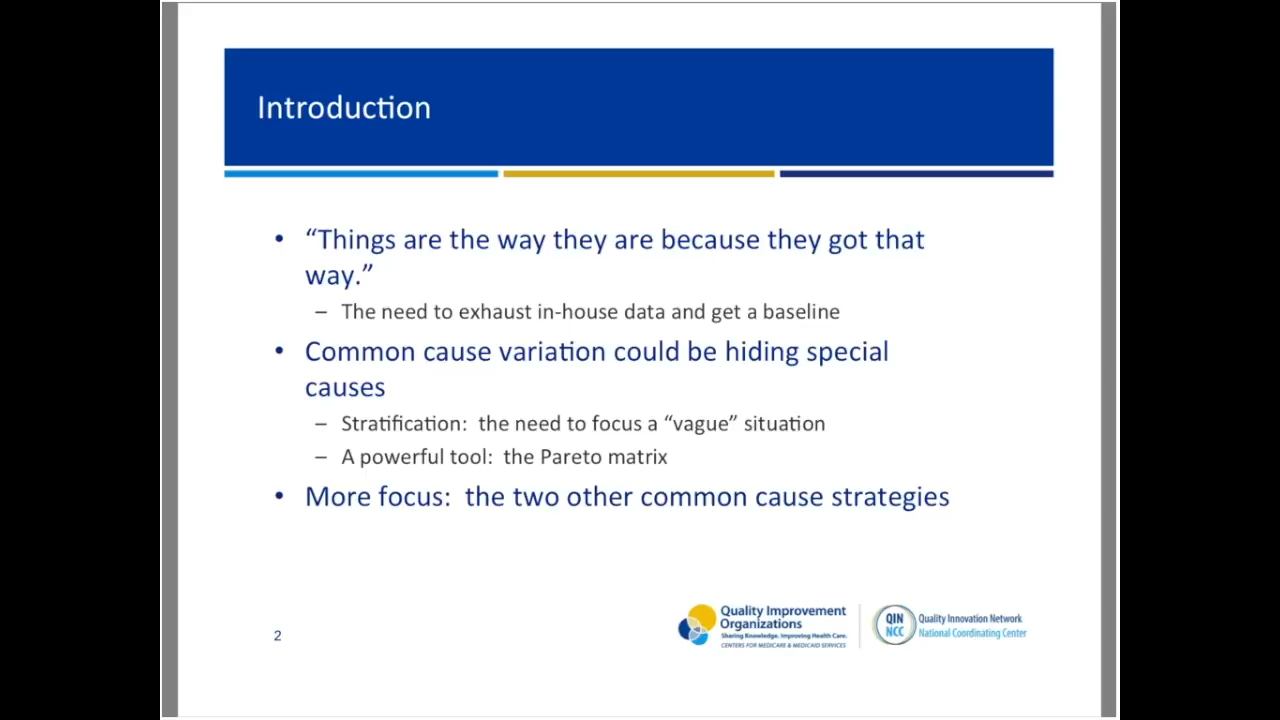 Introduction
• “Things are the way they are because they got that
way.”
– The need to exhaust in-house data and get a baseline
• Common cause variation could be hiding special
causes
– Stratification:  the need to focus a “vague” situation
– A powerful tool:  the Pareto matrix
• More focus:  the two other common cause strategies
2
Quality Improvement
Organizations
Sharing Knowledge. Improving Health Care.
CENTERS FOR MEDICARE & MEDICAID SERVICES
QIN
NCC
Quality Innovation Network
National Coordinating Center